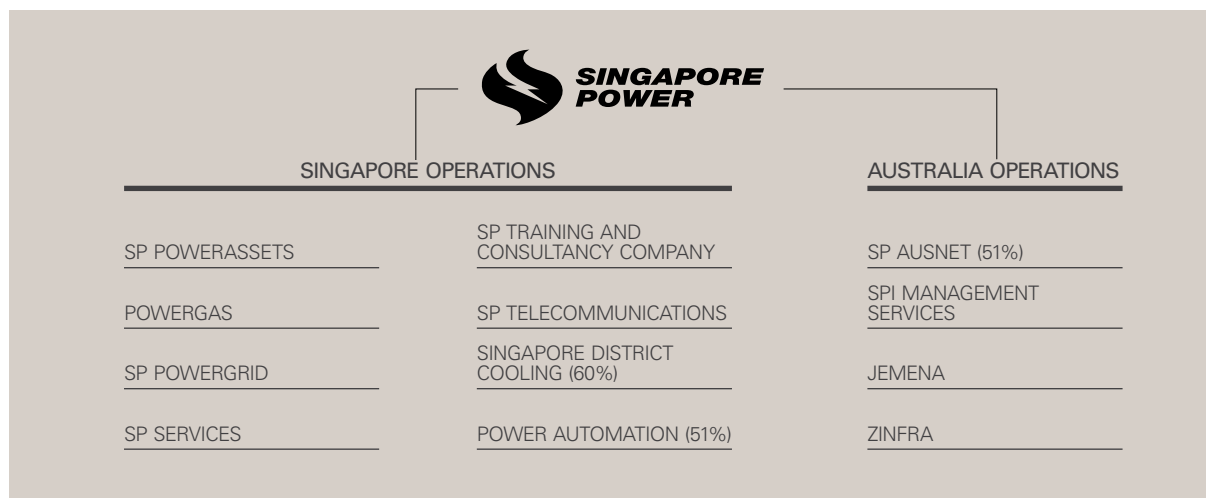 SINGAPORE
POWER
SINGAPORE OPERATIONS
SP POWERASSETS
POWERGAS
SP POWERGRID
SP SERVICES
SP TRAINING AND
CONSULTANCY COMPANY
SP TELECOMMUNICATIONS
SINGAPORE DISTRICT
COOLING (60%)
POWER AUTOMATION (51%)
AUSTRALIA OPERATIONS
SP AUSNET (51%)
SPI MANAGEMENT
SERVICES
JEMENA
ZINFRA